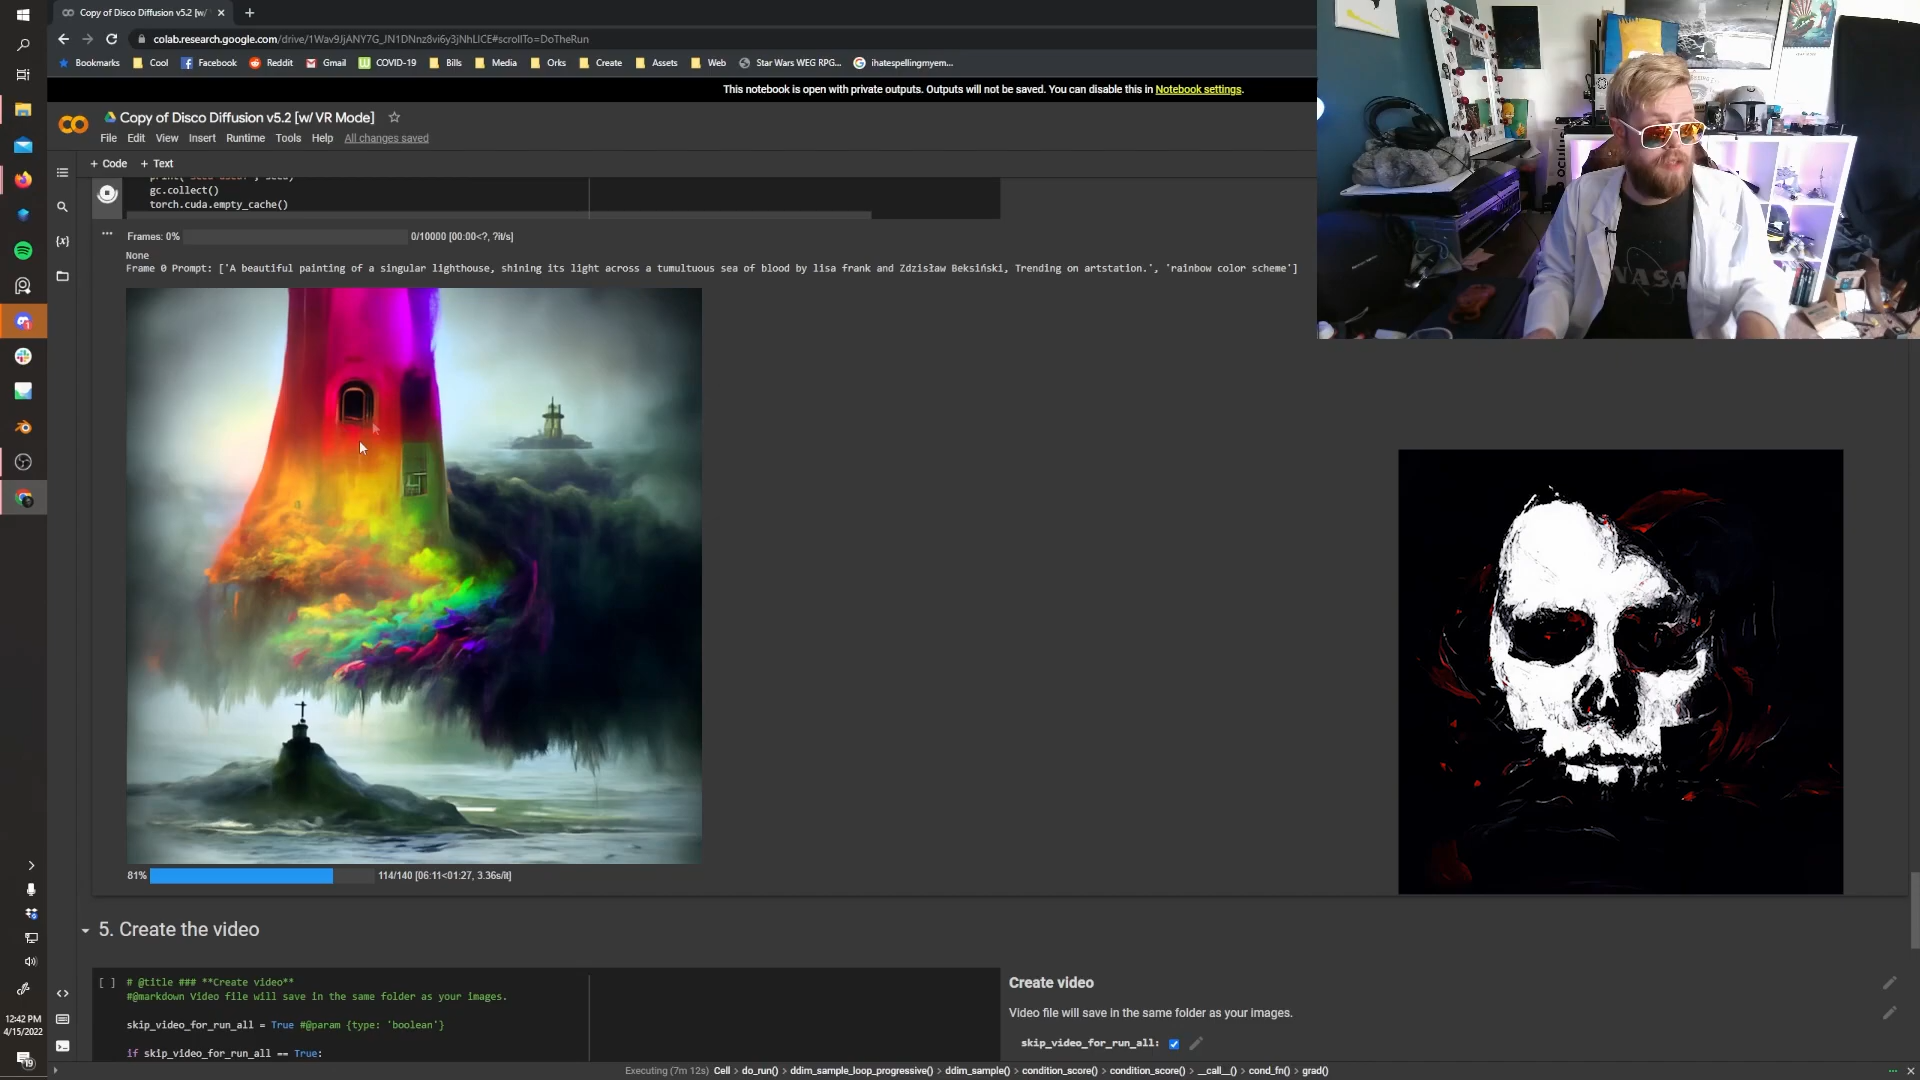 Copy of Disco Diffusion v5.2 [w/
colab.research.google.com/drive/1Wav9JjANY7G_JN1DNnz8vi6y3jNhLICE#scrollTo=DoTheRun
Bookmarks Cool Facebook Reddit Gmail COVID-19 Bills Media Orks Create Assets Web Star Wars WEG RPG... ihatespellingmyem...
This notebook is open with private outputs. Outputs will not be saved. You can disable this in Notebook settings.
Copy of Disco Diffusion v5.2 [w/ VR Mode]
File Edit View Insert Runtime Tools Help All changes saved
+ Code + Text
gc.collect()
torch.cuda.empty_cache()
Frames: 0% 0/10000 [00:00<?, ?it/s]
None
Frame 0 Prompt: ['A beautiful painting of a singular lighthouse, shining its light across a tumultuous sea of blood by lisa frank and Zdzisław Beksiński, Trending on artstation.', 'rainbow color scheme']
NASA
81% 114/140 [06:11<01:27, 3.36s/it]
5. Create the video
[ ] # @title ### **Create video**
#@markdown Video file will save in the same folder as your images.
skip_video_for_run_all = True #@param {type: 'boolean'}
if skip_video_for_run_all == True:
Create video
Video file will save in the same folder as your images.
skip_video_for_run_all:
Executing (7m 12s) Cell > do_run() > ddim_sample_loop_progressive() > ddim_sample() > condition_score() > condition_score() > __call__() > cond_fn() > grad()
12:42 PM
4/15/2022
19